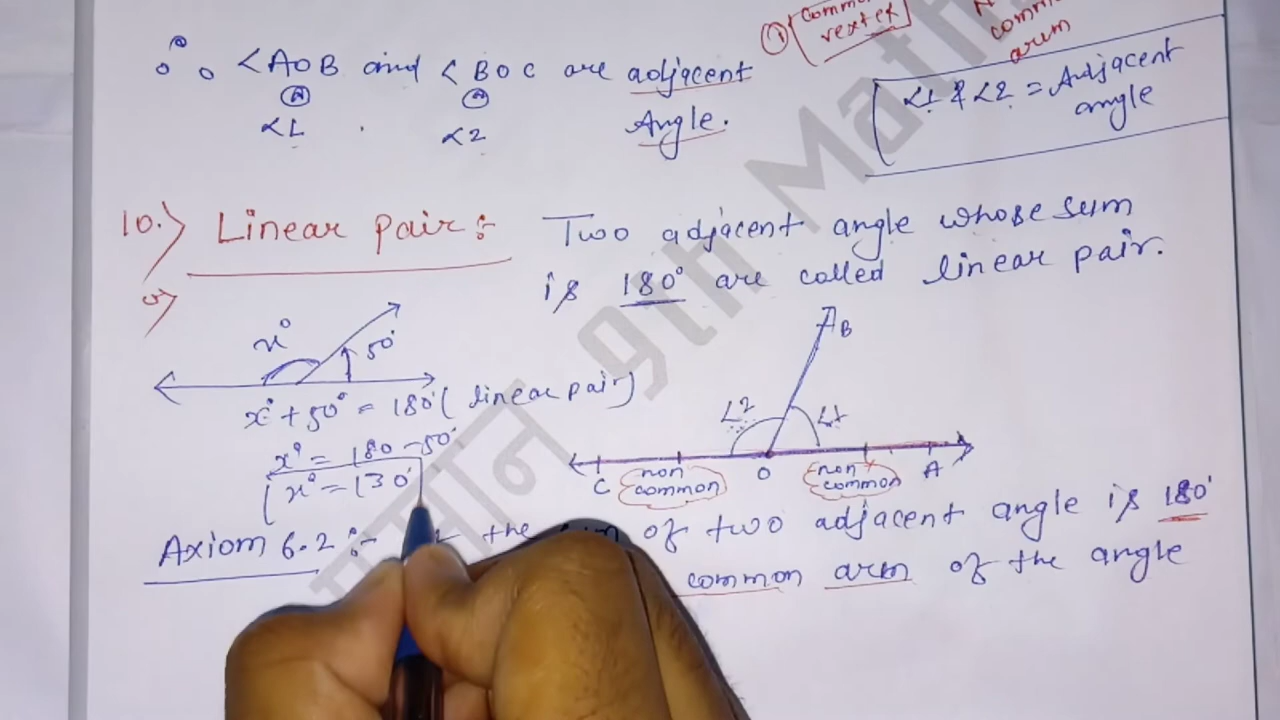 ① Common vertex
common arm
∴ ∠AOB and ∠BOC are adjacent Angle.
∠1 ∠2
∠1 & ∠2 = Adjacent angle
10.) Linear pair :- Two adjacent angle whose sum
is 180° are called linear pair.
x° 50°
x° + 50° = 180° (linear pair)
x° = 180 - 50°
x° = 130°
B
∠2 ∠1
C non common O non common A
Axiom 6.2 :- the of two adjacent angle is 180°
common arm of the angle